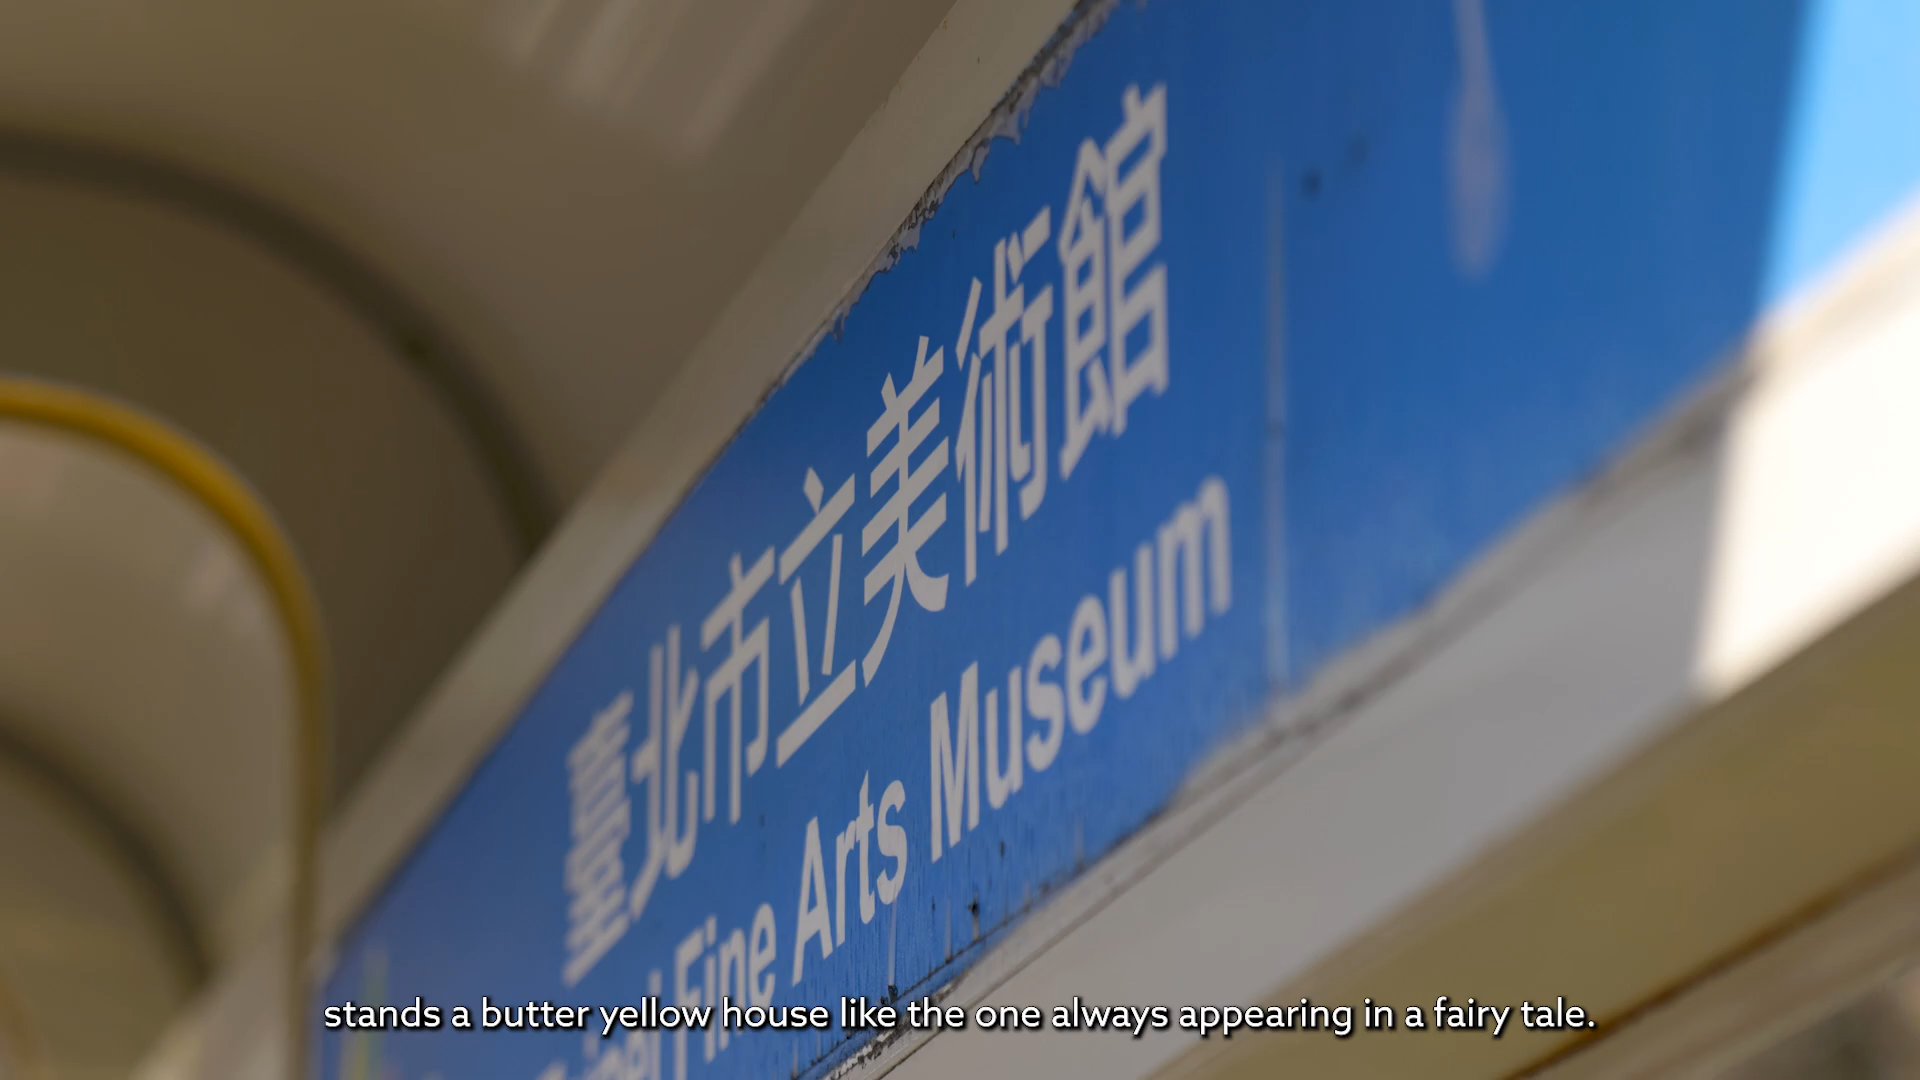 臺北市立美術館
Taipei Fine Arts Museum
stands a butter yellow house like the one always appearing in a fairy tale.